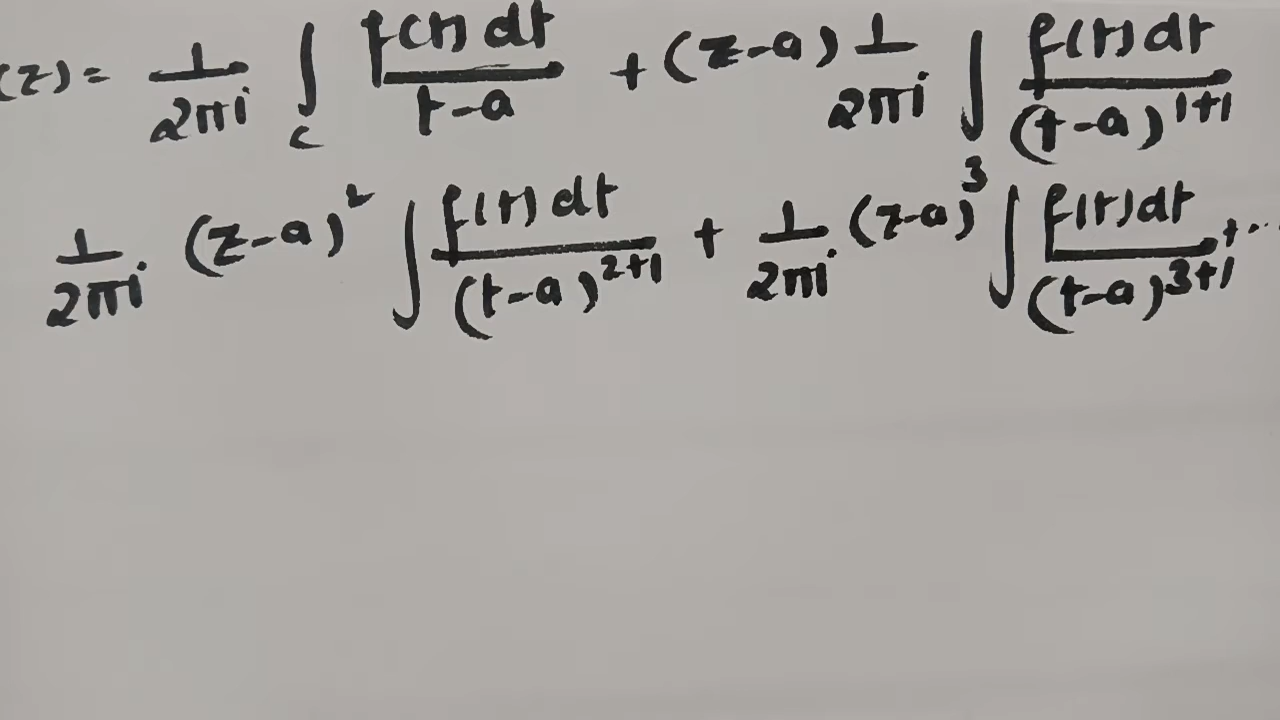 (z) = 1/2πi ∫_c f(t) dt / t-a + (z-a) 1/2πi ∫ f(t) dt / (t-a)^1+1
1/2πi (z-a)^2 ∫ f(t) dt / (t-a)^2+1 + 1/2πi (z-a)^3 ∫ f(t) dt / (t-a)^3+1 + ...